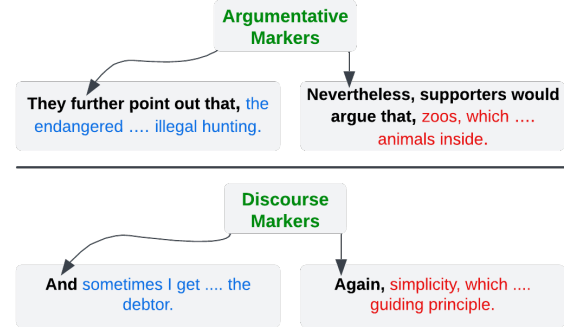 Argumentative
Markers
They further point out that, the
endangered .... illegal hunting.
Nevertheless, supporters would
argue that, zoos, which ....
animals inside.
Discourse
Markers
And sometimes I get .... the
debtor.
Again, simplicity, which ....
guiding principle.